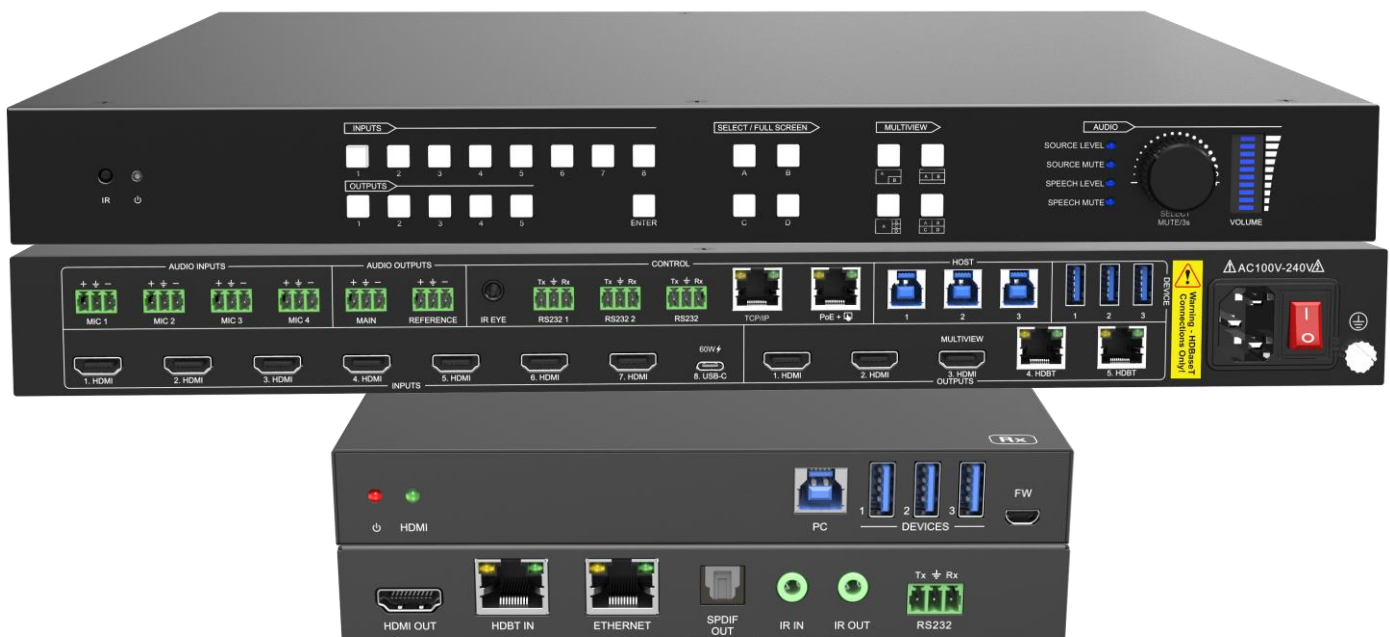 INPUTS
1 2 3 4 5 6 7 8
OUTPUTS
1 2 3 4 5 ENTER
SELECT / FULL SCREEN
A B
C D
MULTIVIEW
A
B
A B
A B
C
D
A B
C D
AUDIO
SOURCE LEVEL
SOURCE MUTE
SPEECH LEVEL
SPEECH MUTE
SELECT
MUTE/3s
VOLUME
IR
AUDIO INPUTS
MIC 1 MIC 2 MIC 3 MIC 4
AUDIO OUTPUTS
MAIN REFERENCE
CONTROL
IR EYE
Tx Rx Tx Rx Tx Rx
RS232 1 RS232 2 RS232
TCP/IP PoE +
HOST
1 2 3
DEVICE
1 2 3
Warning - HDBaseT
Connections Only!
AC100V-240V
1. HDMI 2. HDMI 3. HDMI 4. HDMI 5. HDMI 6. HDMI 7. HDMI
60W
8. USB-C
INPUTS
1. HDMI 2. HDMI
MULTIVIEW
3. HDMI
4. HDBT 5. HDBT
OUTPUTS
Rx
HDMI
PC
1 2 3
DEVICES
FW
HDMI OUT
HDBT IN
ETHERNET
SPDIF
OUT
IR IN
IR OUT
Tx Rx
RS232